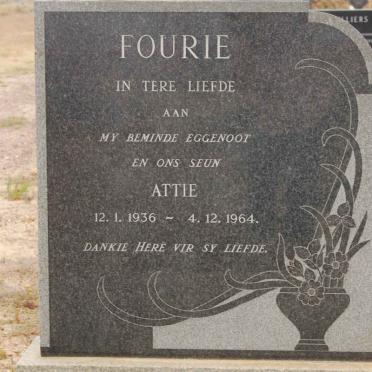 FOURIE
IN TERE LIEFDE
AAN
MY BEMINDE EGGENOOT
EN ONS SEUN
ATTIE
12. 1. 1936 ~ 4. 12. 1964.
DANKIE HERE VIR SY LIEFDE.